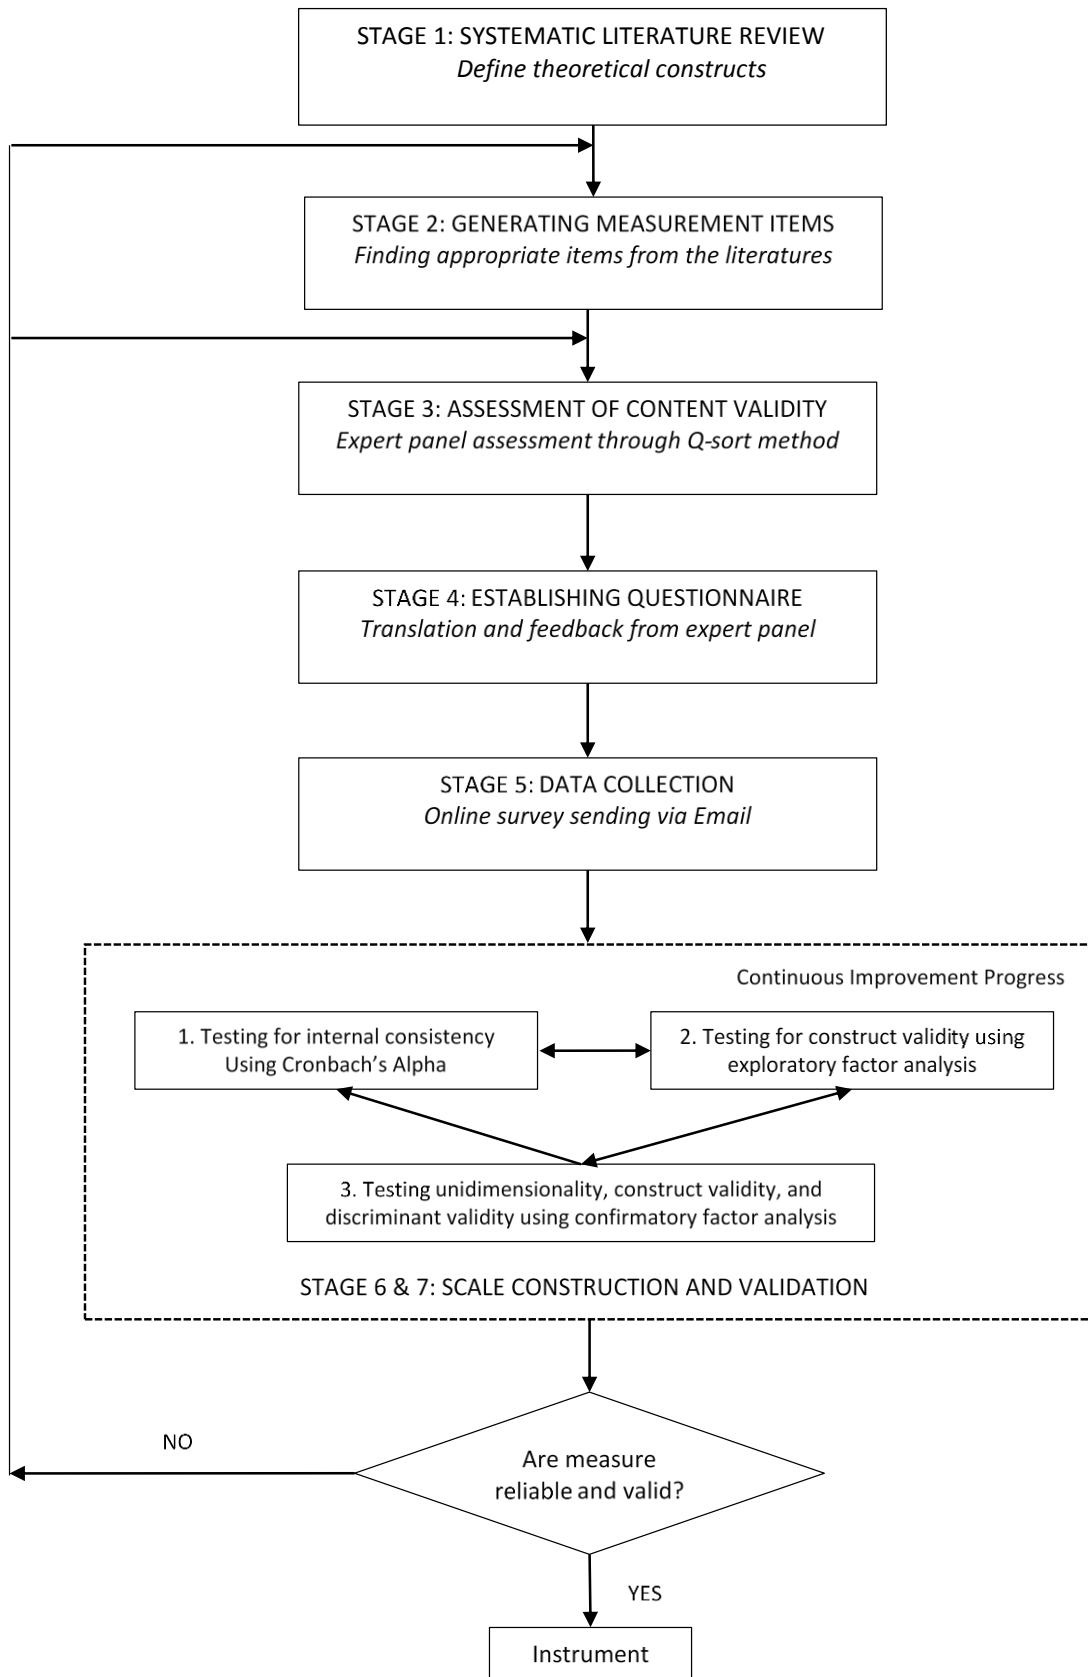 STAGE 1: SYSTEMATIC LITERATURE REVIEW
Define theoretical constructs
STAGE 2: GENERATING MEASUREMENT ITEMS
Finding appropriate items from the literatures
STAGE 3: ASSESSMENT OF CONTENT VALIDITY
Expert panel assessment through Q-sort method
STAGE 4: ESTABLISHING QUESTIONNAIRE
Translation and feedback from expert panel
STAGE 5: DATA COLLECTION
Online survey sending via Email
Continuous Improvement Progress
1. Testing for internal consistency
Using Cronbach’s Alpha
2. Testing for construct validity using
exploratory factor analysis
3. Testing unidimensionality, construct validity, and
discriminant validity using confirmatory factor analysis
STAGE 6 & 7: SCALE CONSTRUCTION AND VALIDATION
NO
Are measure
reliable and valid?
YES
Instrument